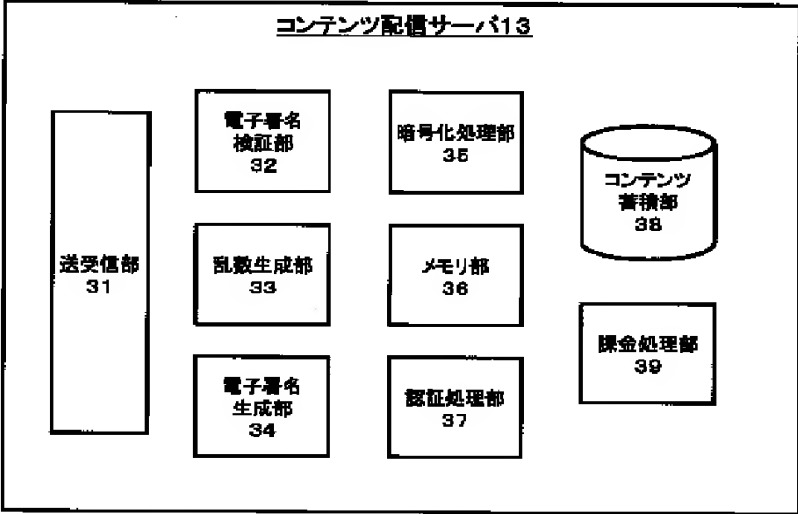 コンテンツ配信サーバ13
送受信部
31
電子署名
検証部
32
乱数生成部
33
電子署名
生成部
34
暗号化処理部
35
メモリ部
36
認証処理部
37
コンテンツ
蓄積部
38
課金処理部
39